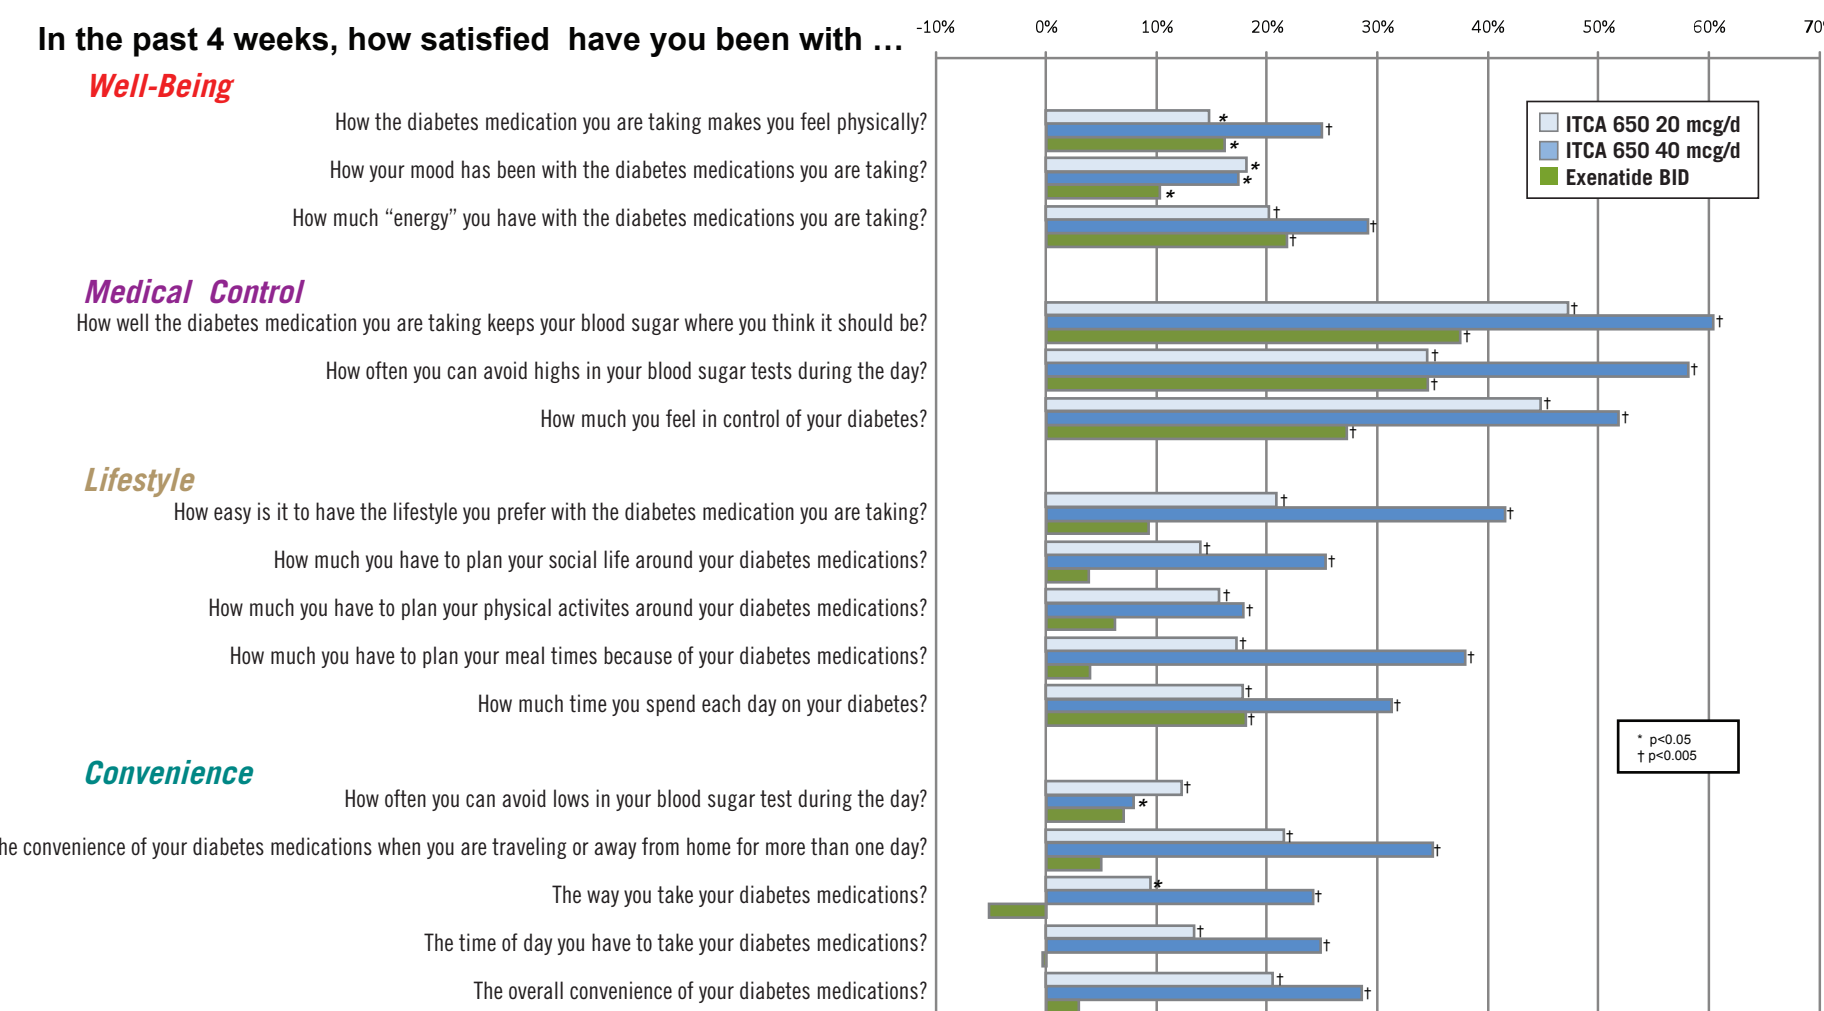 -10% 0% 10% 20% 30% 40% 50% 60%
In the past 4 weeks, how satisfied have you been with …
Well-Being
How the diabetes medication you are taking makes you feel physically?
* † *
How your mood has been with the diabetes medications you are taking?
* * *
How much “energy” you have with the diabetes medications you are taking?
† † †
ITCA 650 20 mcg/d
ITCA 650 40 mcg/d
Exenatide BID
Medical Control
How well the diabetes medication you are taking keeps your blood sugar where you think it should be?
† † †
How often you can avoid highs in your blood sugar tests during the day?
† † †
How much you feel in control of your diabetes?
† † †
Lifestyle
How easy is it to have the lifestyle you prefer with the diabetes medication you are taking?
† †
How much you have to plan your social life around your diabetes medications?
† †
How much you have to plan your physical activites around your diabetes medications?
† †
How much you have to plan your meal times because of your diabetes medications?
† †
How much time you spend each day on your diabetes?
† † †
* p<0.05
† p<0.005
Convenience
How often you can avoid lows in your blood sugar test during the day?
† *
convenience of your diabetes medications when you are traveling or away from home for more than one day?
† †
The way you take your diabetes medications?
* †
The time of day you have to take your diabetes medications?
† †
The overall convenience of your diabetes medications?
† †